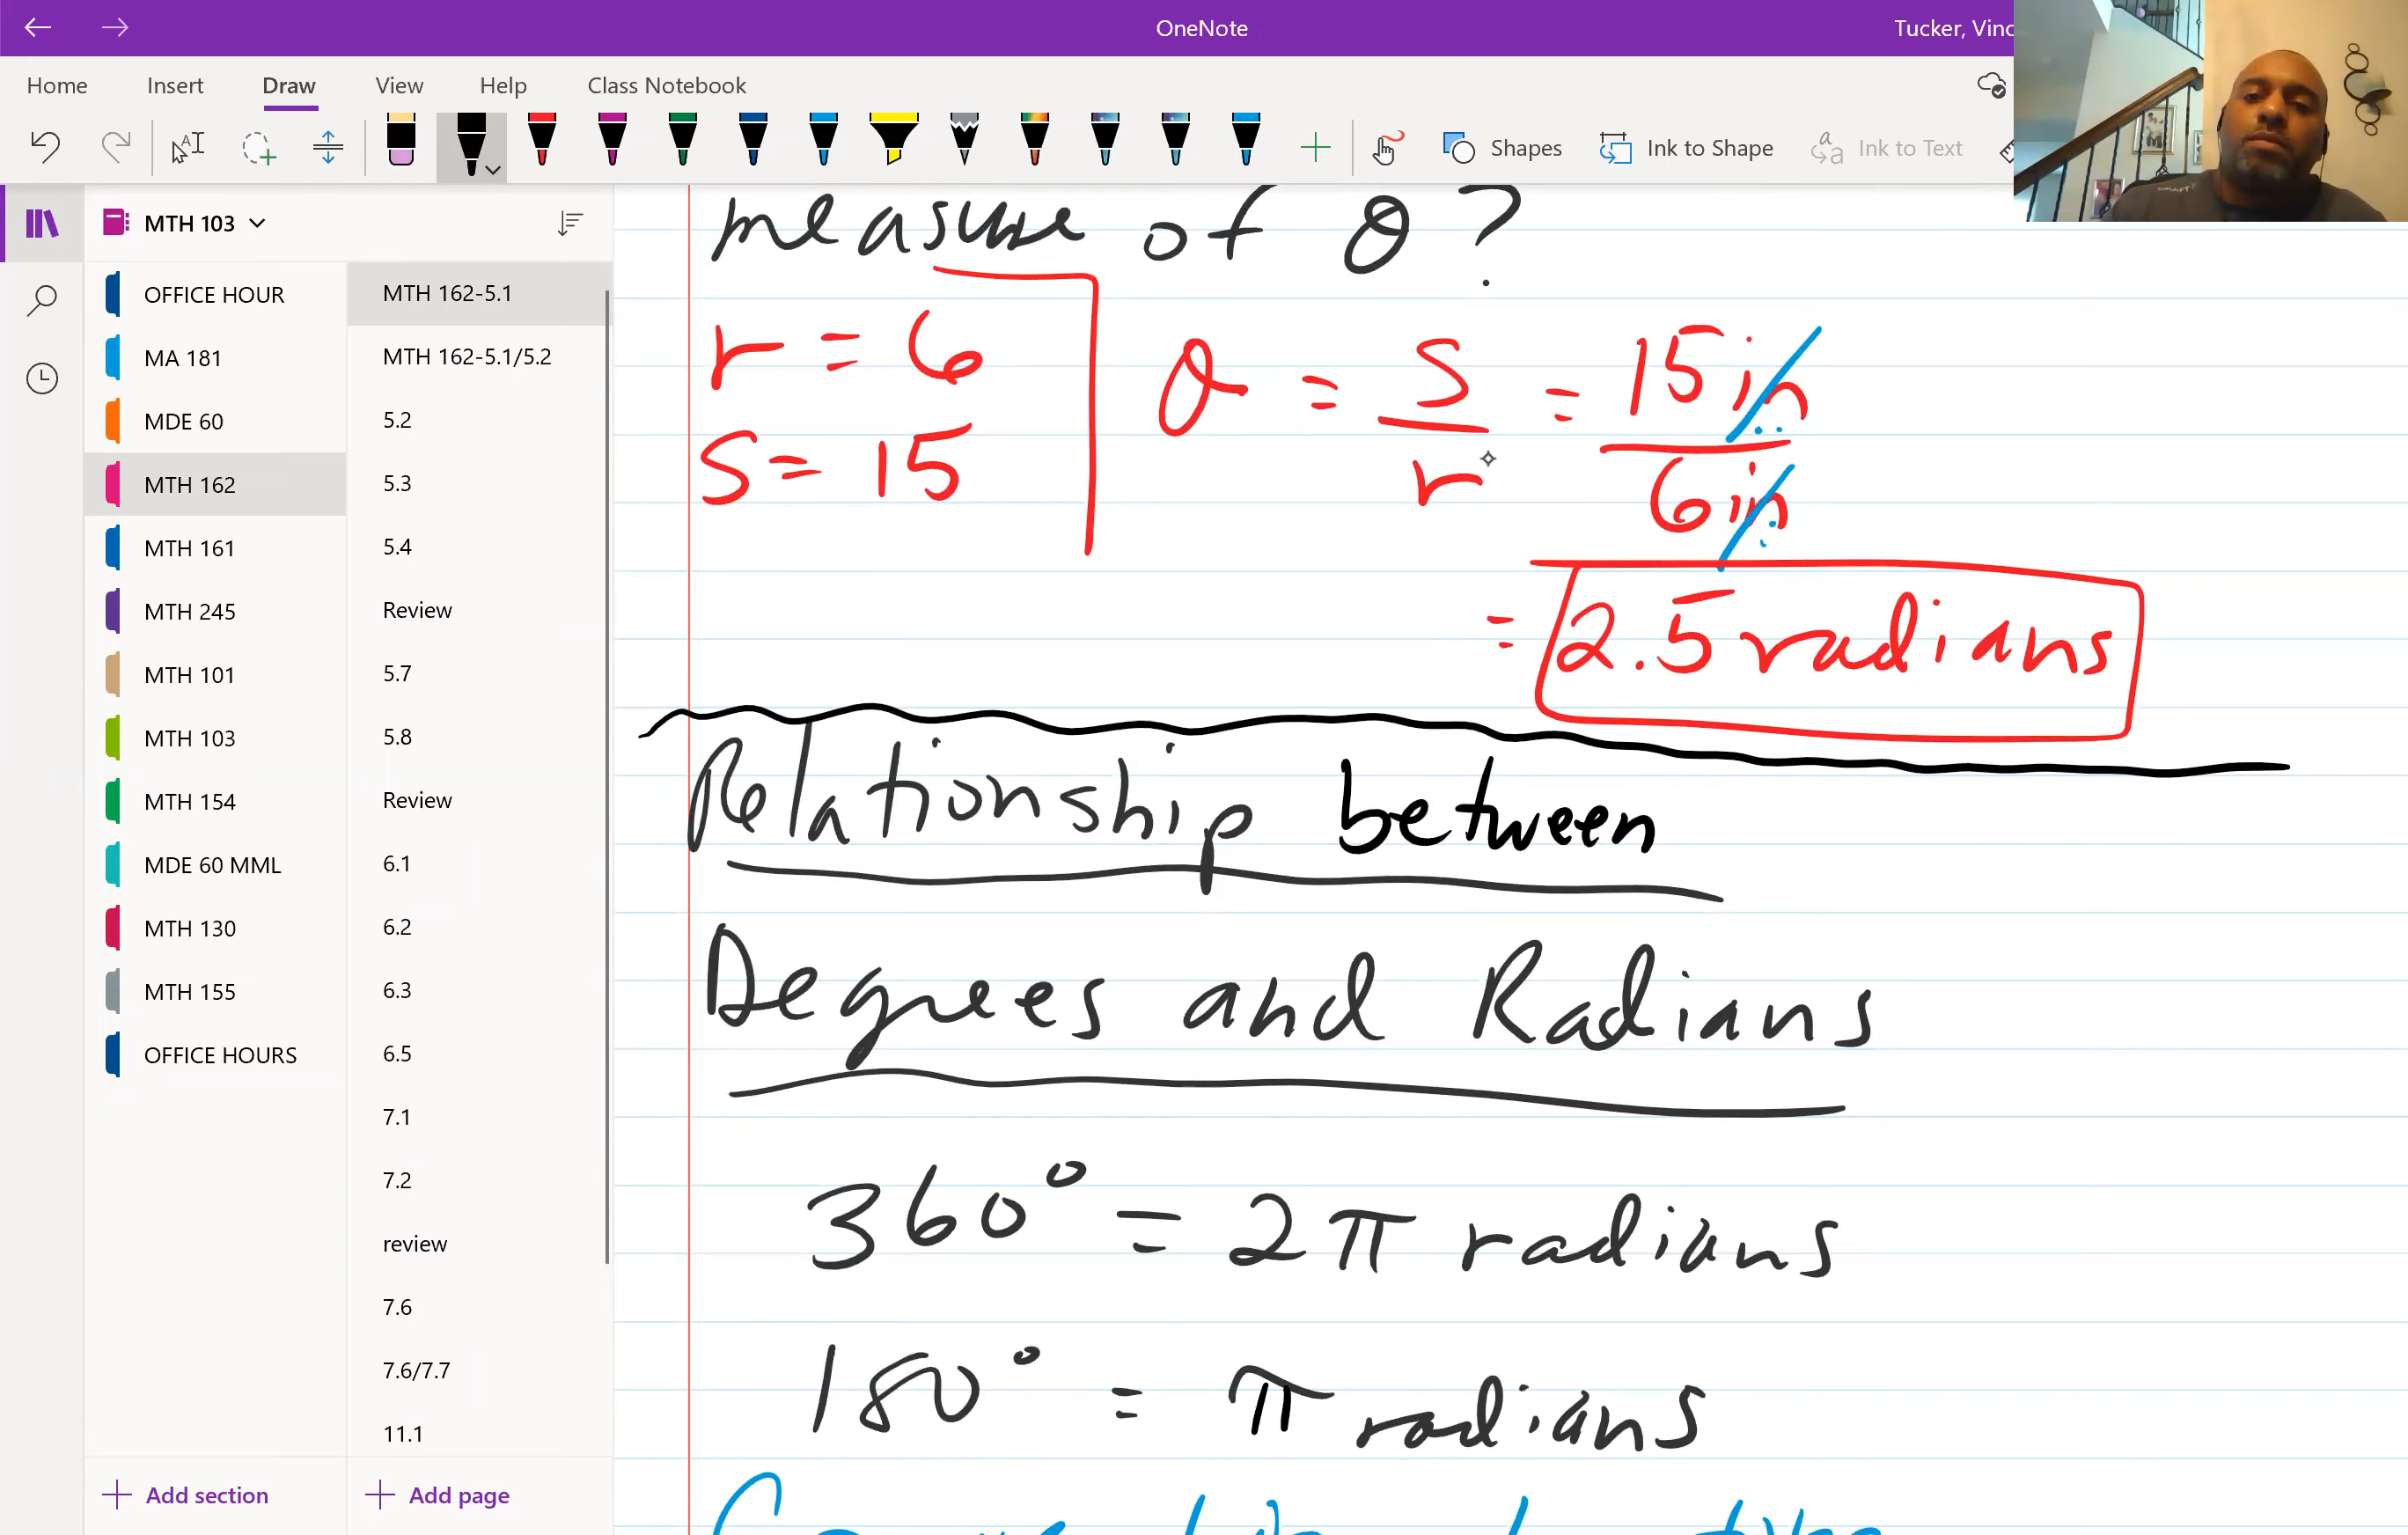 OneNote
Tucker, Vinc
Home Insert Draw View Help Class Notebook
Shapes Ink to Shape Ink to Text
MTH 103
OFFICE HOUR
MA 181
MDE 60
MTH 162
MTH 161
MTH 245
MTH 101
MTH 103
MTH 154
MDE 60 MML
MTH 130
MTH 155
OFFICE HOURS
Add section
MTH 162-5.1
MTH 162-5.1/5.2
5.2
5.3
5.4
Review
5.7
5.8
Review
6.1
6.2
6.3
6.5
7.1
7.2
review
7.6
7.6/7.7
11.1
Add page
measure of θ?
r = 6
s = 15
θ = s/r = 15 in/6 in
= 2.5 radians
Relationship between
Degrees and Radians
360° = 2π radians
180° = π radians